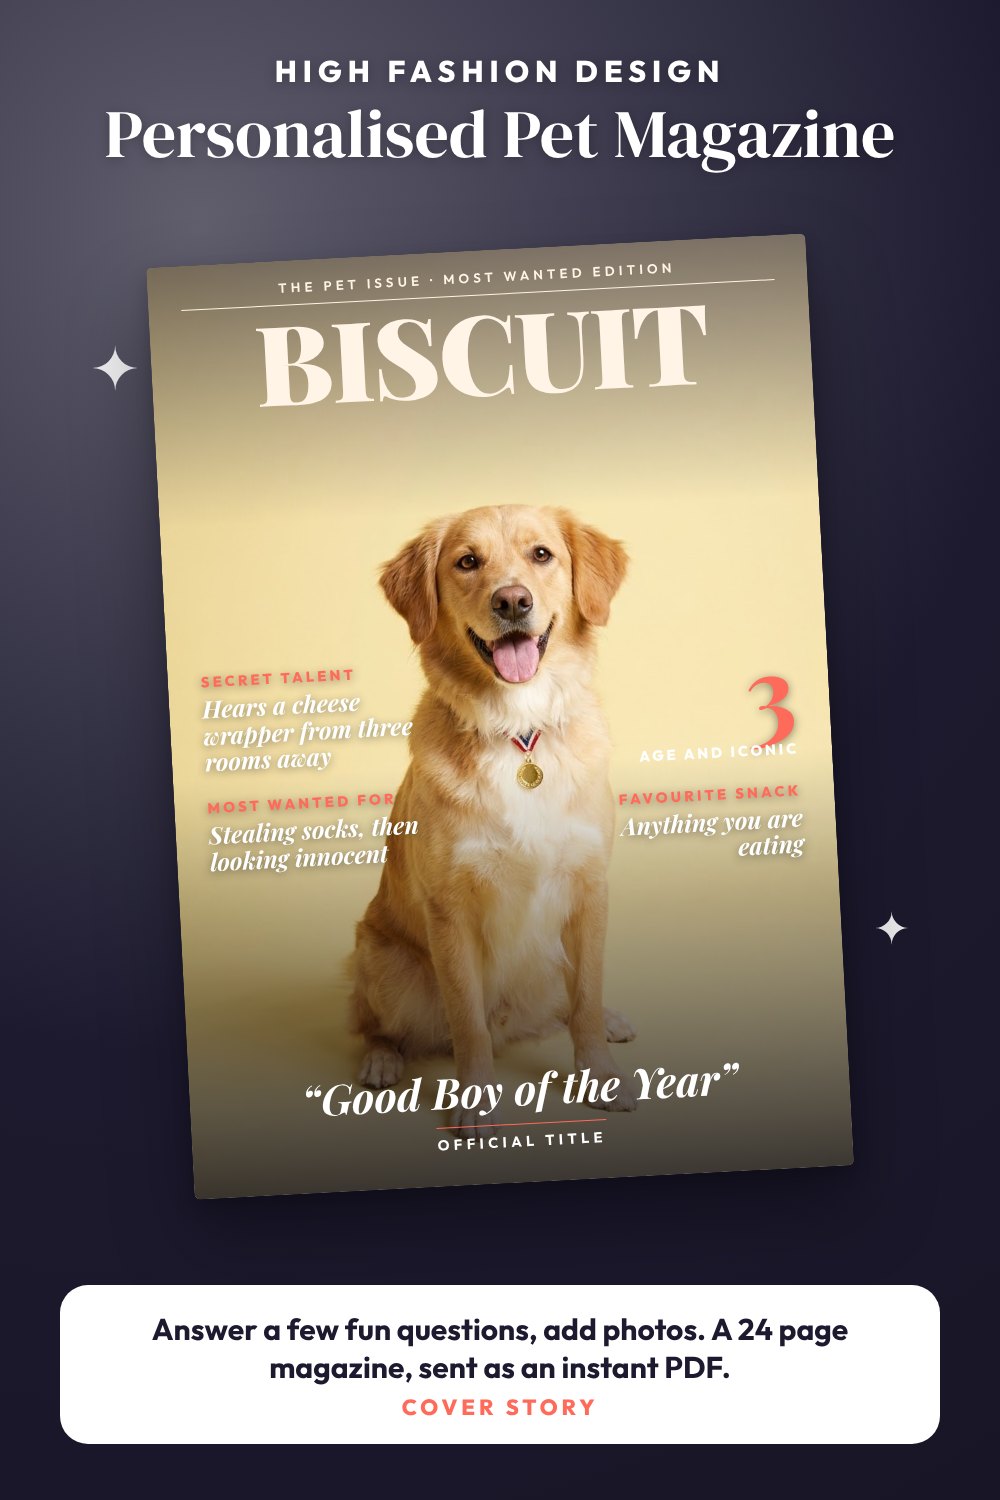 HIGH FASHION DESIGN
Personalised Pet Magazine
THE PET ISSUE · MOST WANTED EDITION
BISCUIT
SECRET TALENT
Hears a cheese
wrapper from three
rooms away
MOST WANTED FOR
Stealing socks, then
looking innocent
3
AGE AND ICONIC
FAVOURITE SNACK
Anything you are
eating
“Good Boy of the Year”
OFFICIAL TITLE
Answer a few fun questions, add photos. A 24 page
magazine, sent as an instant PDF.
COVER STORY